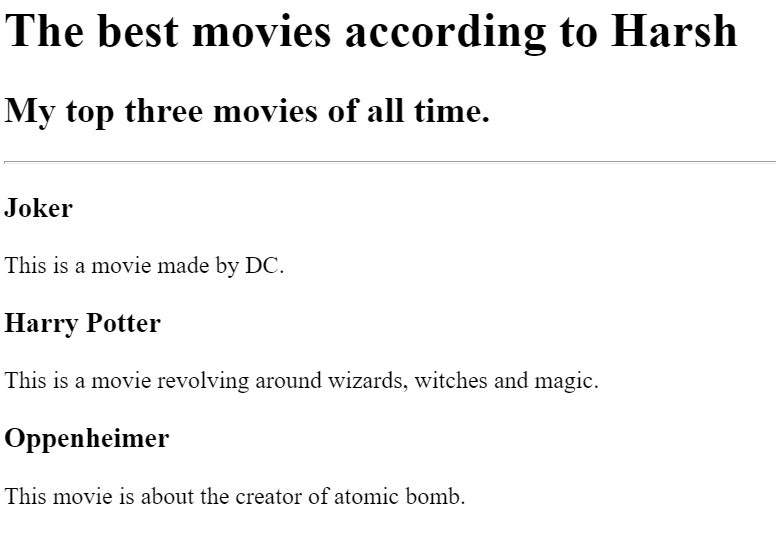 The best movies according to Harsh
My top three movies of all time.
Joker
This is a movie made by DC.
Harry Potter
This is a movie revolving around wizards, witches and magic.
Oppenheimer
This movie is about the creator of atomic bomb.